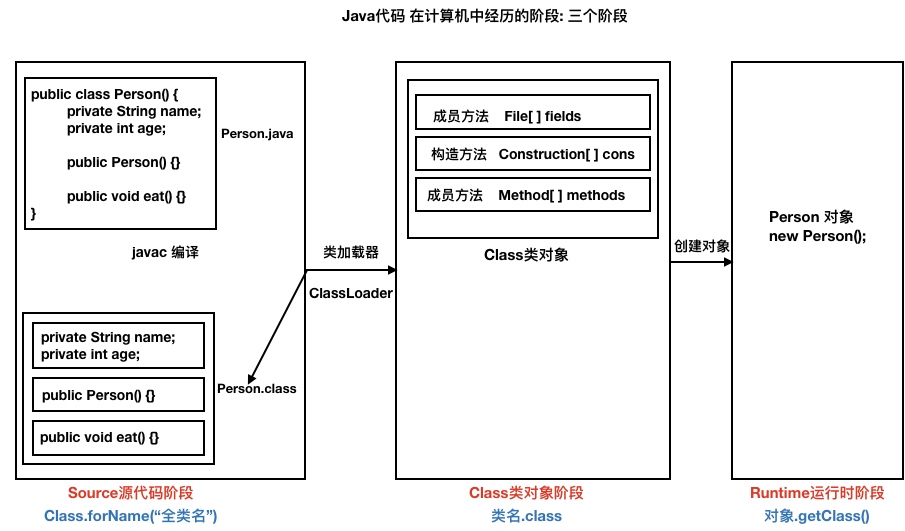 Java代码 在计算机中经历的阶段: 三个阶段
public class Person() {
private String name;
private int age;
public Person() {}
public void eat() {}
}
Person.java
javac 编译
private String name;
private int age;
public Person() {}
public void eat() {}
Person.class
Source源代码阶段
Class.forName(“全类名”)
类加载器
ClassLoader
成员方法 File[ ] fields
构造方法 Construction[ ] cons
成员方法 Method[ ] methods
Class类对象
Class类对象阶段
类名.class
创建对象
Person 对象
new Person();
Runtime运行时阶段
对象.getClass()